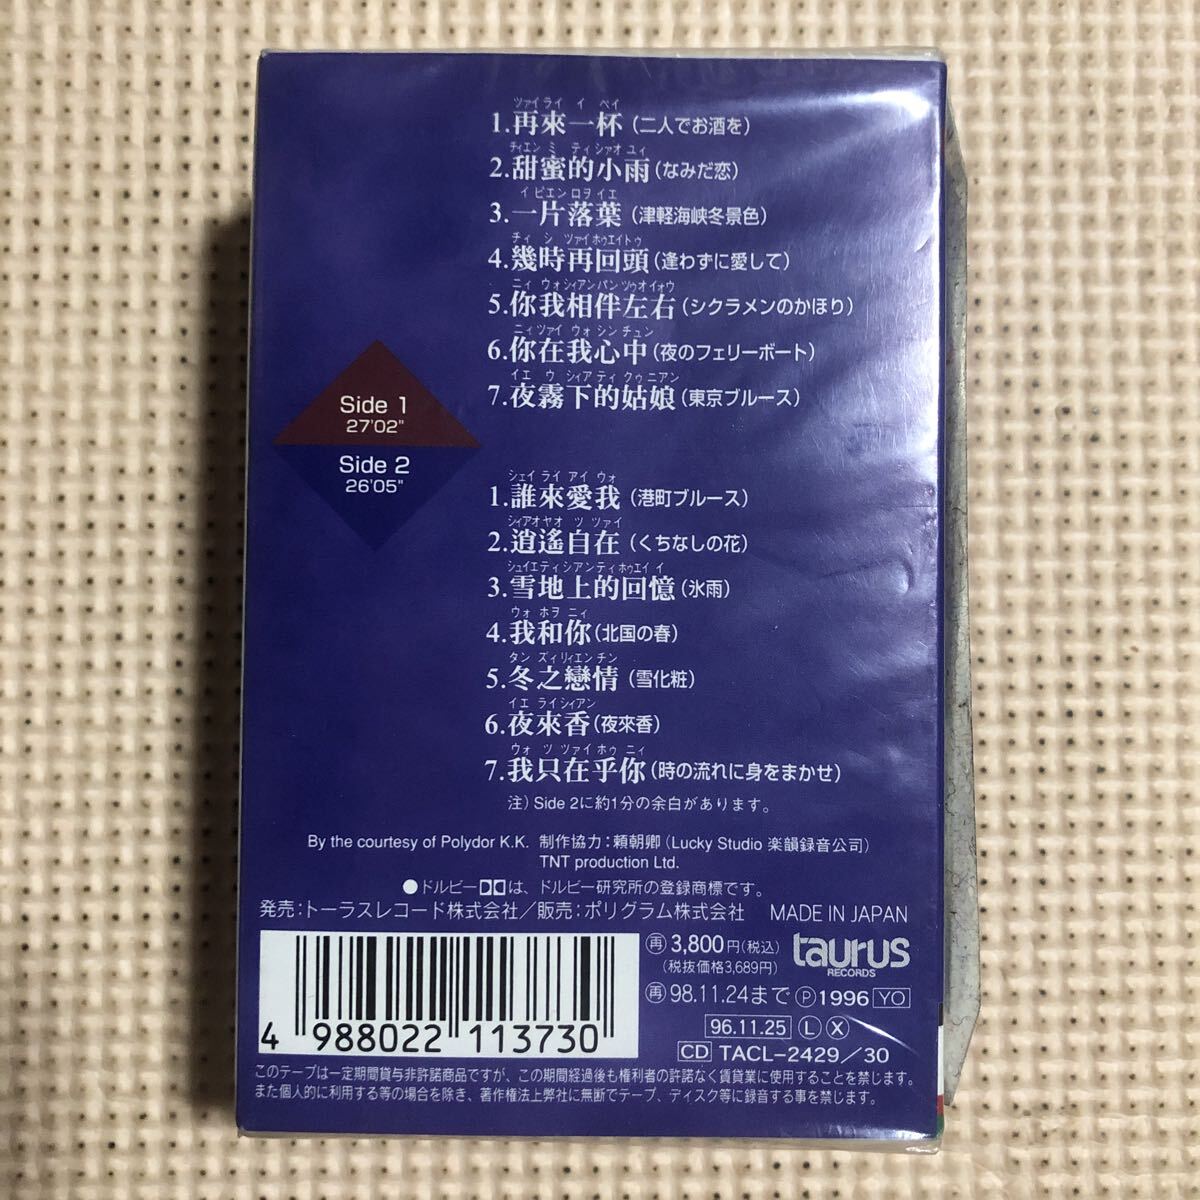 ツァイ ライ イ ペイ
1.再來一杯(二人でお酒を)
ティエン ミ ティ シァオ ユィ
2.甜蜜的小雨(なみだ恋)
イ ピエン ロヲ イエ
3.一片落葉(津軽海峡冬景色)
チィ シ ツァイ ホゥエイトゥ
4.幾時再回頭(逢わずに愛して)
ニィ ウォ シィアンパン ツゥオイォウ
5.你我相伴左右(シクラメンのかほり)
ニィツァイ ウォ シン チュン
6.你在我心中(夜のフェリーボート)
イエ ウ シィア ティ クゥ ニアン
7.夜霧下的姑娘(東京ブルース)
Side 1
27'02"
Side 2
26'05"
シェイ ライ アイ ウォ
1.誰來愛我(港町ブルース)
シィアオヤオ ツ ツァイ
2.逍遙自在(くちなしの花)
シュイエティシアンティホゥエイ イ
3.雪地上的回憶(氷雨)
ウォ ホヲ ニィ
4.我和你(北国の春)
タン ズィリィエン チン
5.冬之戀情(雪化粧)
イエ ライシィアン
6.夜來香(夜來香)
ウォ ツ ツァイ ホゥ ニィ
7.我只在乎你(時の流れに身をまかせ)
注) Side 2に約1分の余白があります。
By the courtesy of Polydor K.K. 制作協力:頼朝卿(Lucky Studio 楽韻録音公司)
TNT production Ltd.
●ドルビーは、ドルビー研究所の登録商標です。
発売:トーラスレコード株式会社/販売:ポリグラム株式会社 MADE IN JAPAN
再 3,800円(税込)
(税抜価格3,689円)
taurus
RECORDS
再 98.11.24まで Ⓟ1996 YO
96.11.25 Ⓛ Ⓧ
CD TACL-2429/30
4 988022 113730
このテープは一定期間貸与非許諾商品ですが、この期間経過後も権利者の許諾なく賃貸業に使用することを禁じます。
また個人的に利用する等の場合を除き、著作権法上弊社に無断でテープ、ディスク等に録音する事を禁じます。